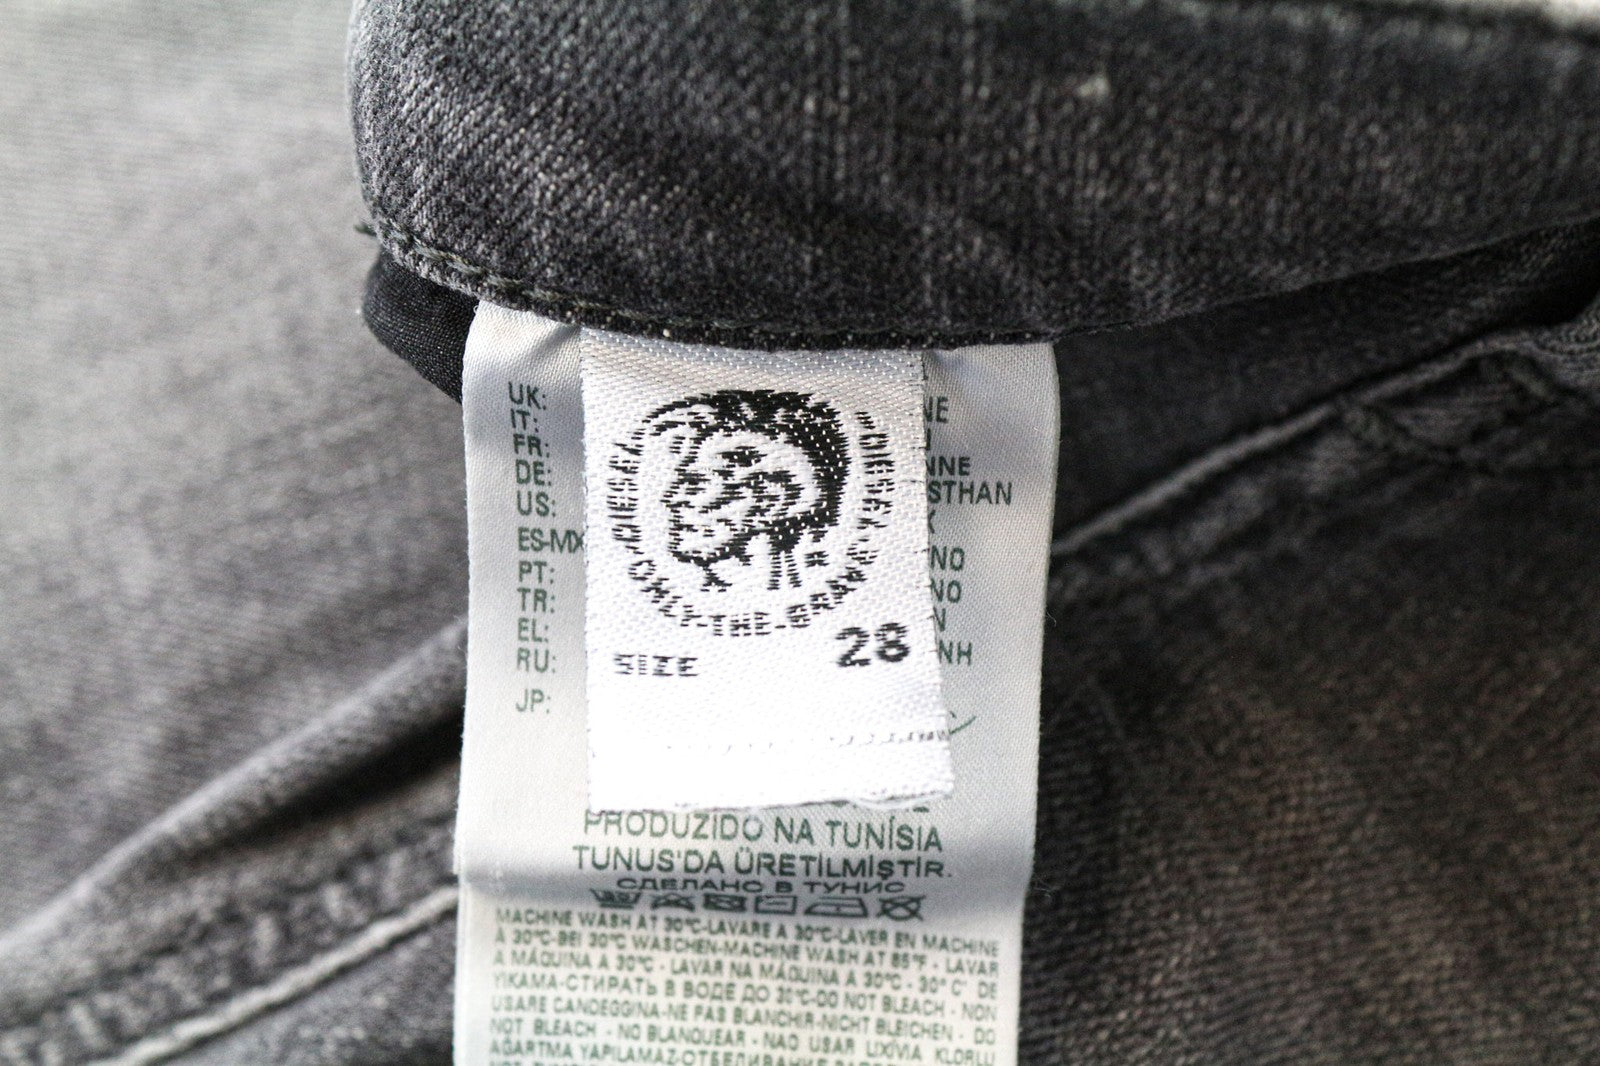 DIESEL
DIESEL
ONLY-THE-BRAVE
R
SIZE 28
UK:
IT:
FR:
DE:
US:
ES-MX
PT:
TR:
EL:
RU:
JP:
PRODUZIDO NA TUNÍSIA
TUNUS'DA ÜRETİLMİŞTİR.
СДЕЛАНО В ТУНИС
MACHINE WASH AT 30°C-LAVARE A 30°C-LAVER EN MACHINE
À 30°C-BEI 30°C WASCHEN-MACHINE WASH AT 85°F - LAVAR
A MÁQUINA A 30°C - LAVAR NA MÁQUINA A 30°C - 30° C' DE
YIKAMA-СТИРАТЬ В ВОДЕ ДО 30°C-DO NOT BLEACH - NON
USARE CANDEGGINA-NE PAS BLANCHIR-NICHT BLEICHEN - DO
NOT BLEACH - NO BLANQUEAR - NÃO USAR LIXÍVIA KLORLU
AĞARTMA YAPILAMAZ-ОТБЕЛИВАНИЕ